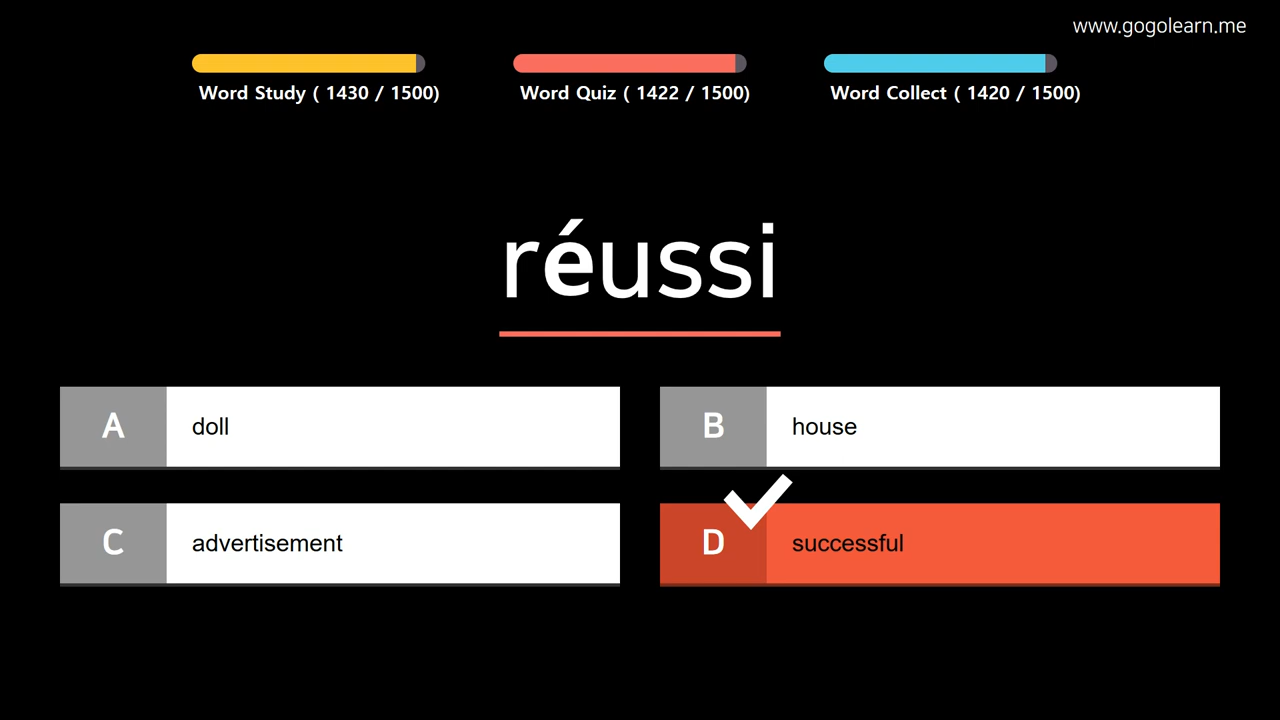 www.gogolearn.me
Word Study ( 1430 / 1500)
Word Quiz ( 1422 / 1500)
Word Collect ( 1420 / 1500)
réussi
A doll
B house
C advertisement
D successful